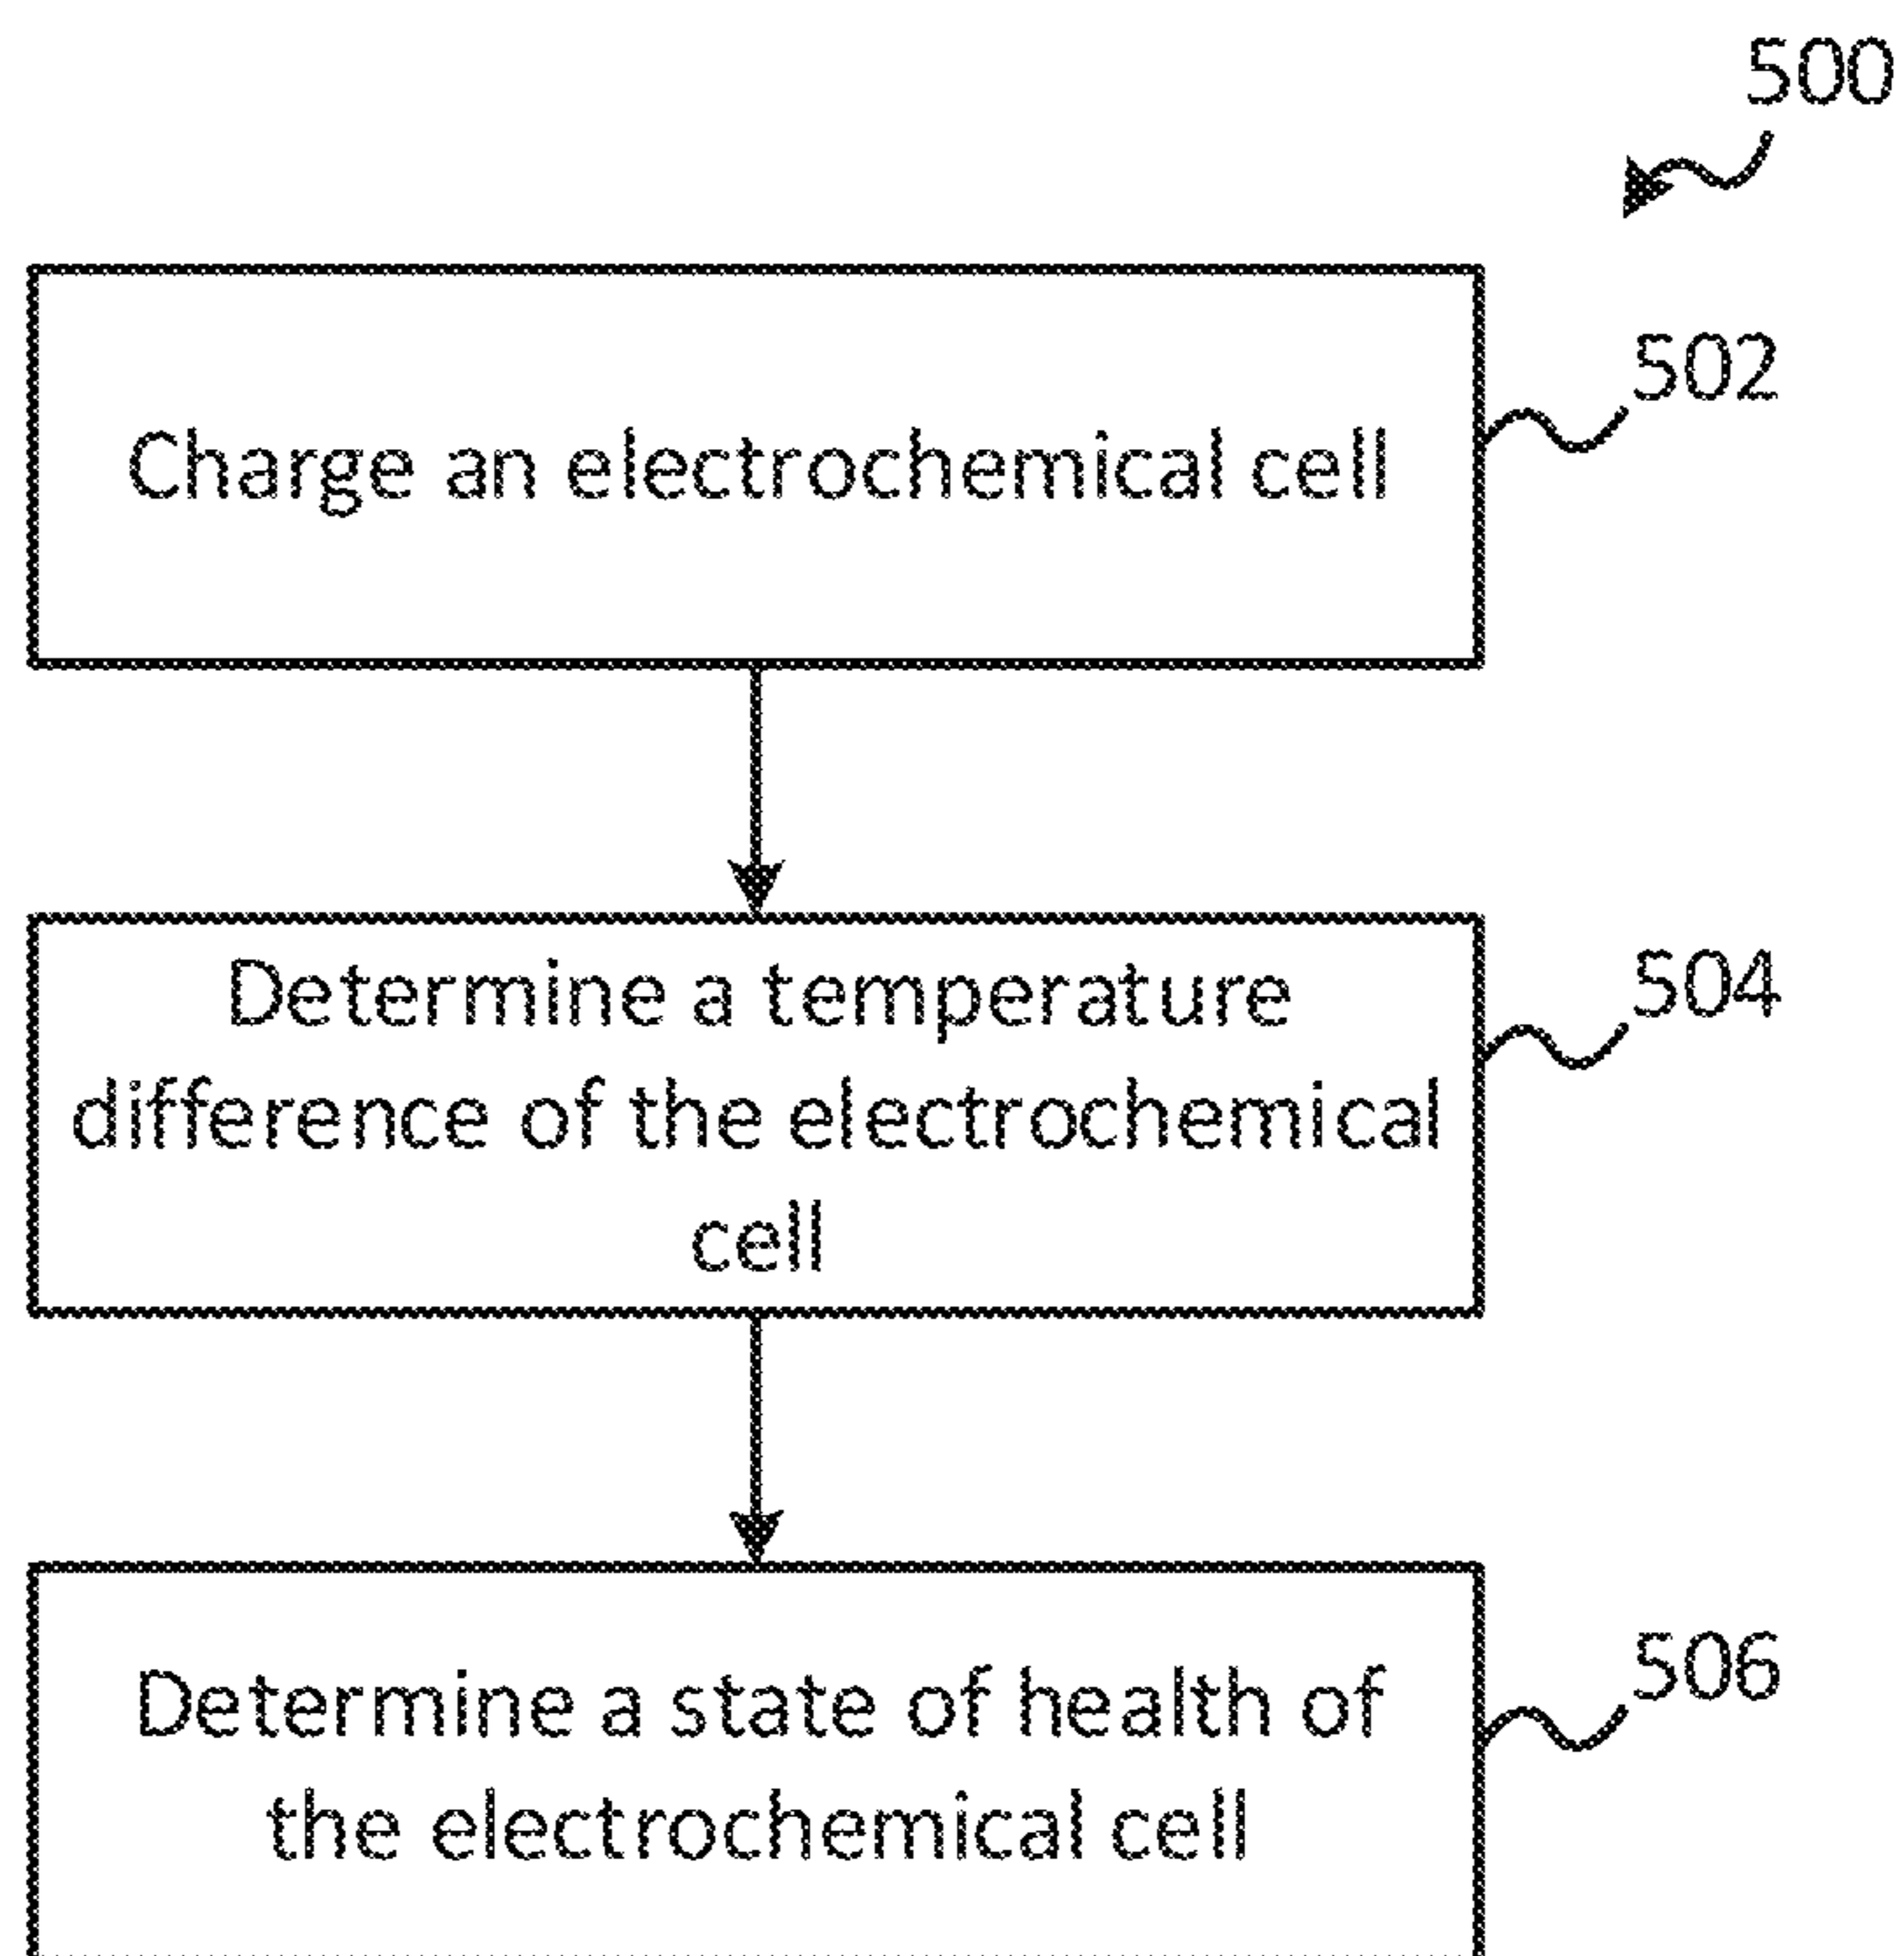 500
502
Charge an electrochemical cell
504
Determine a temperature
difference of the electrochemical
cell
506
Determine a state of health of
the electrochemical cell